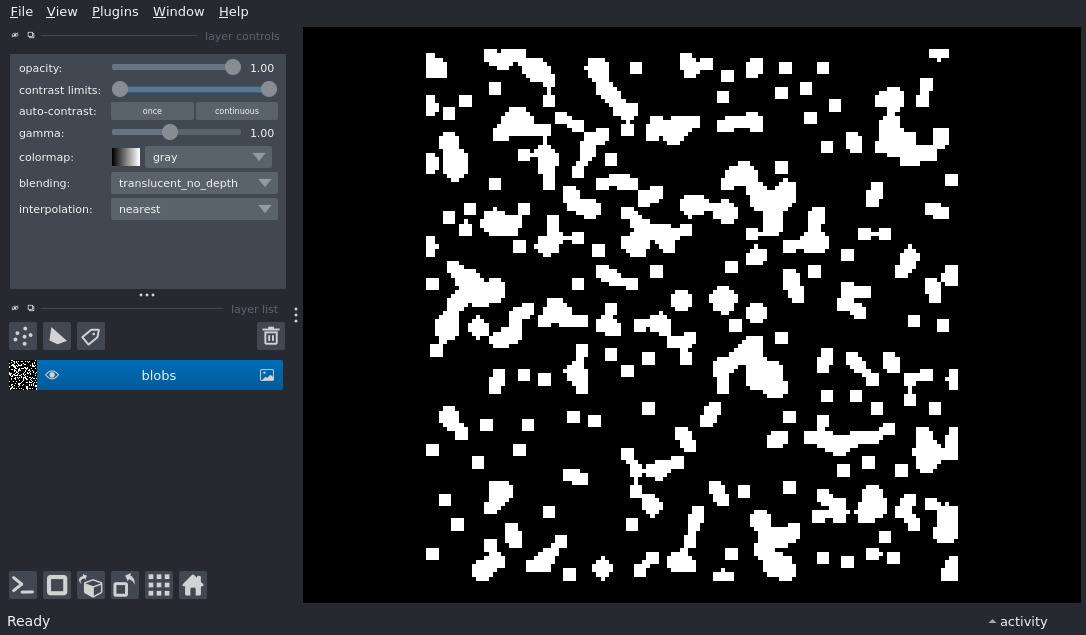 File View Plugins Window Help
layer controls
opacity: 1.00
contrast limits:
auto-contrast: once continuous
gamma: 1.00
colormap: gray
blending: translucent_no_depth
interpolation: nearest
layer list
blobs
Ready
activity